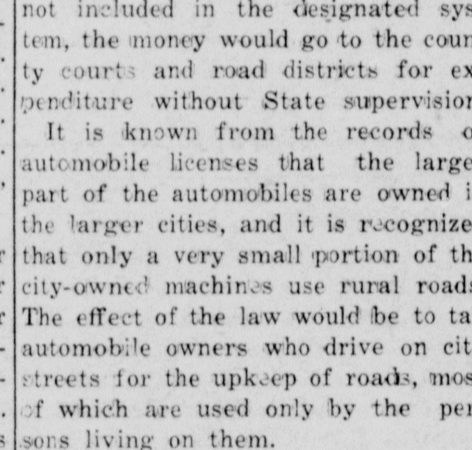 not included in the designated sys
tem, the money would go to the coun
ty courts and road districts for ex
penditure without State supervision
It is known from the records o
automobile licenses that the large
part of the automobiles are owned i
the larger cities, and it is recognize
that only a very small portion of th
city-owned machines use rural roads
The effect of the law would be to ta
automobile owners who drive on cit
streets for the upkeep of roads, mos
of which are used only by the per
sons living on them.